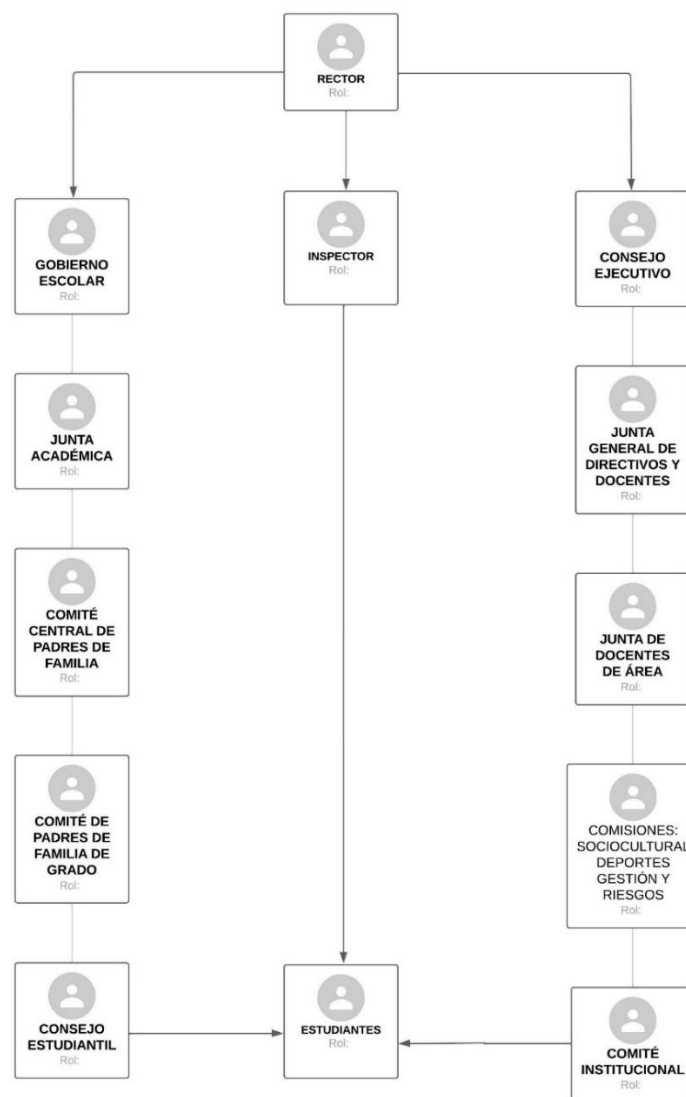 RECTOR
Rol:
GOBIERNO
ESCOLAR
Rol:
INSPECTOR
Rol:
CONSEJO
EJECUTIVO
Rol:
JUNTA
ACADÉMICA
Rol:
JUNTA
GENERAL DE
DIRECTIVOS Y
DOCENTES
Rol:
COMITÉ
CENTRAL DE
PADRES DE
FAMILIA
Rol:
JUNTA DE
DOCENTES
DE ÁREA
Rol:
COMITÉ DE
PADRES DE
FAMILIA DE
GRADO
Rol:
COMISIONES:
SOCIOCULTURAL
DEPORTES
GESTIÓN Y
RIESGOS
Rol:
CONSEJO
ESTUDIANTIL
Rol:
ESTUDIANTES
Rol:
COMITÉ
INSTITUCIONAL
Rol: